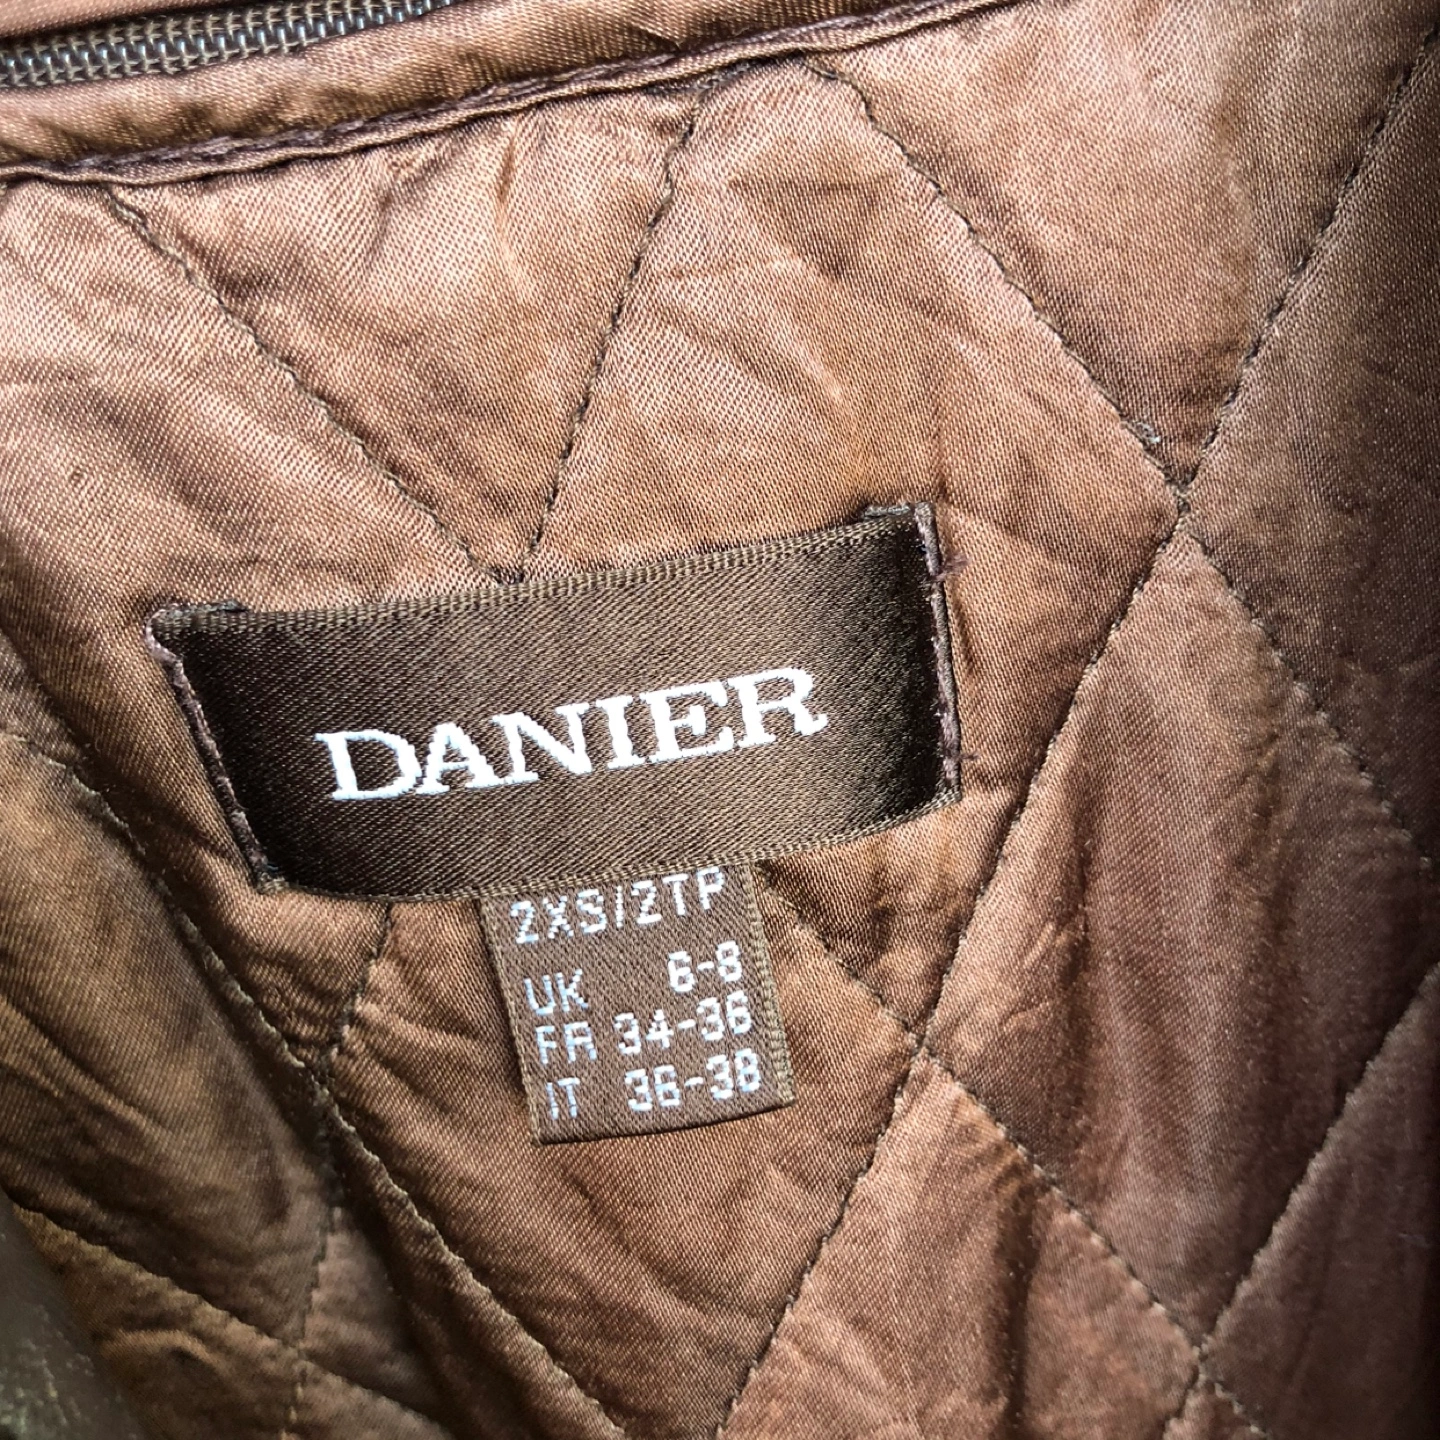 DANIER
2XS/2TP
UK 6-8
FR 34-36
IT 36-38